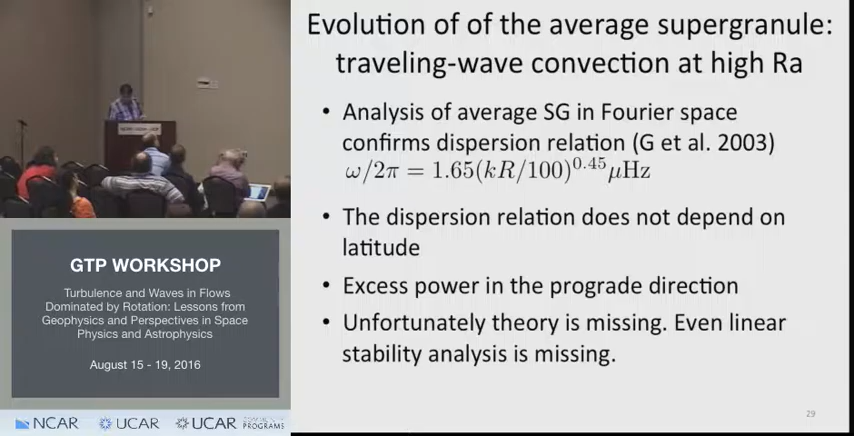 Evolution of of the average supergranule:
traveling-wave convection at high Ra
• Analysis of average SG in Fourier space
confirms dispersion relation (G et al. 2003)
ω/2π = 1.65(kR/100)^0.45 μHz
• The dispersion relation does not depend on
latitude
• Excess power in the prograde direction
• Unfortunately theory is missing. Even linear
stability analysis is missing.
29
GTP WORKSHOP
Turbulence and Waves in Flows
Dominated by Rotation: Lessons from
Geophysics and Perspectives in Space
Physics and Astrophysics
August 15 - 19, 2016
NCAR
UCAR
UCAR COMMUNITY
PROGRAMS